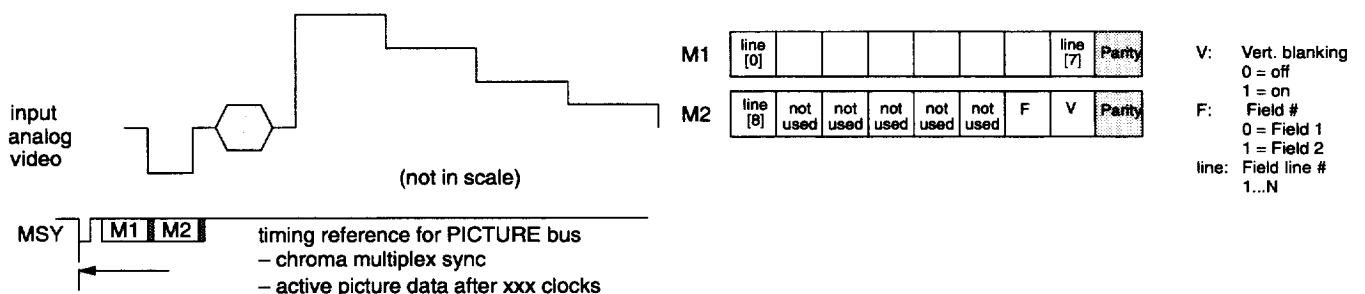 input
analog
video
(not in scale)
MSY
M1 M2
timing reference for PICTURE bus
– chroma multiplex sync
– active picture data after xxx clocks
M1 line [0] line [7] Parity
M2 line [8] not used not used not used not used not used F V Parity
V: Vert. blanking
0 = off
1 = on
F: Field #
0 = Field 1
1 = Field 2
line: Field line #
1...N